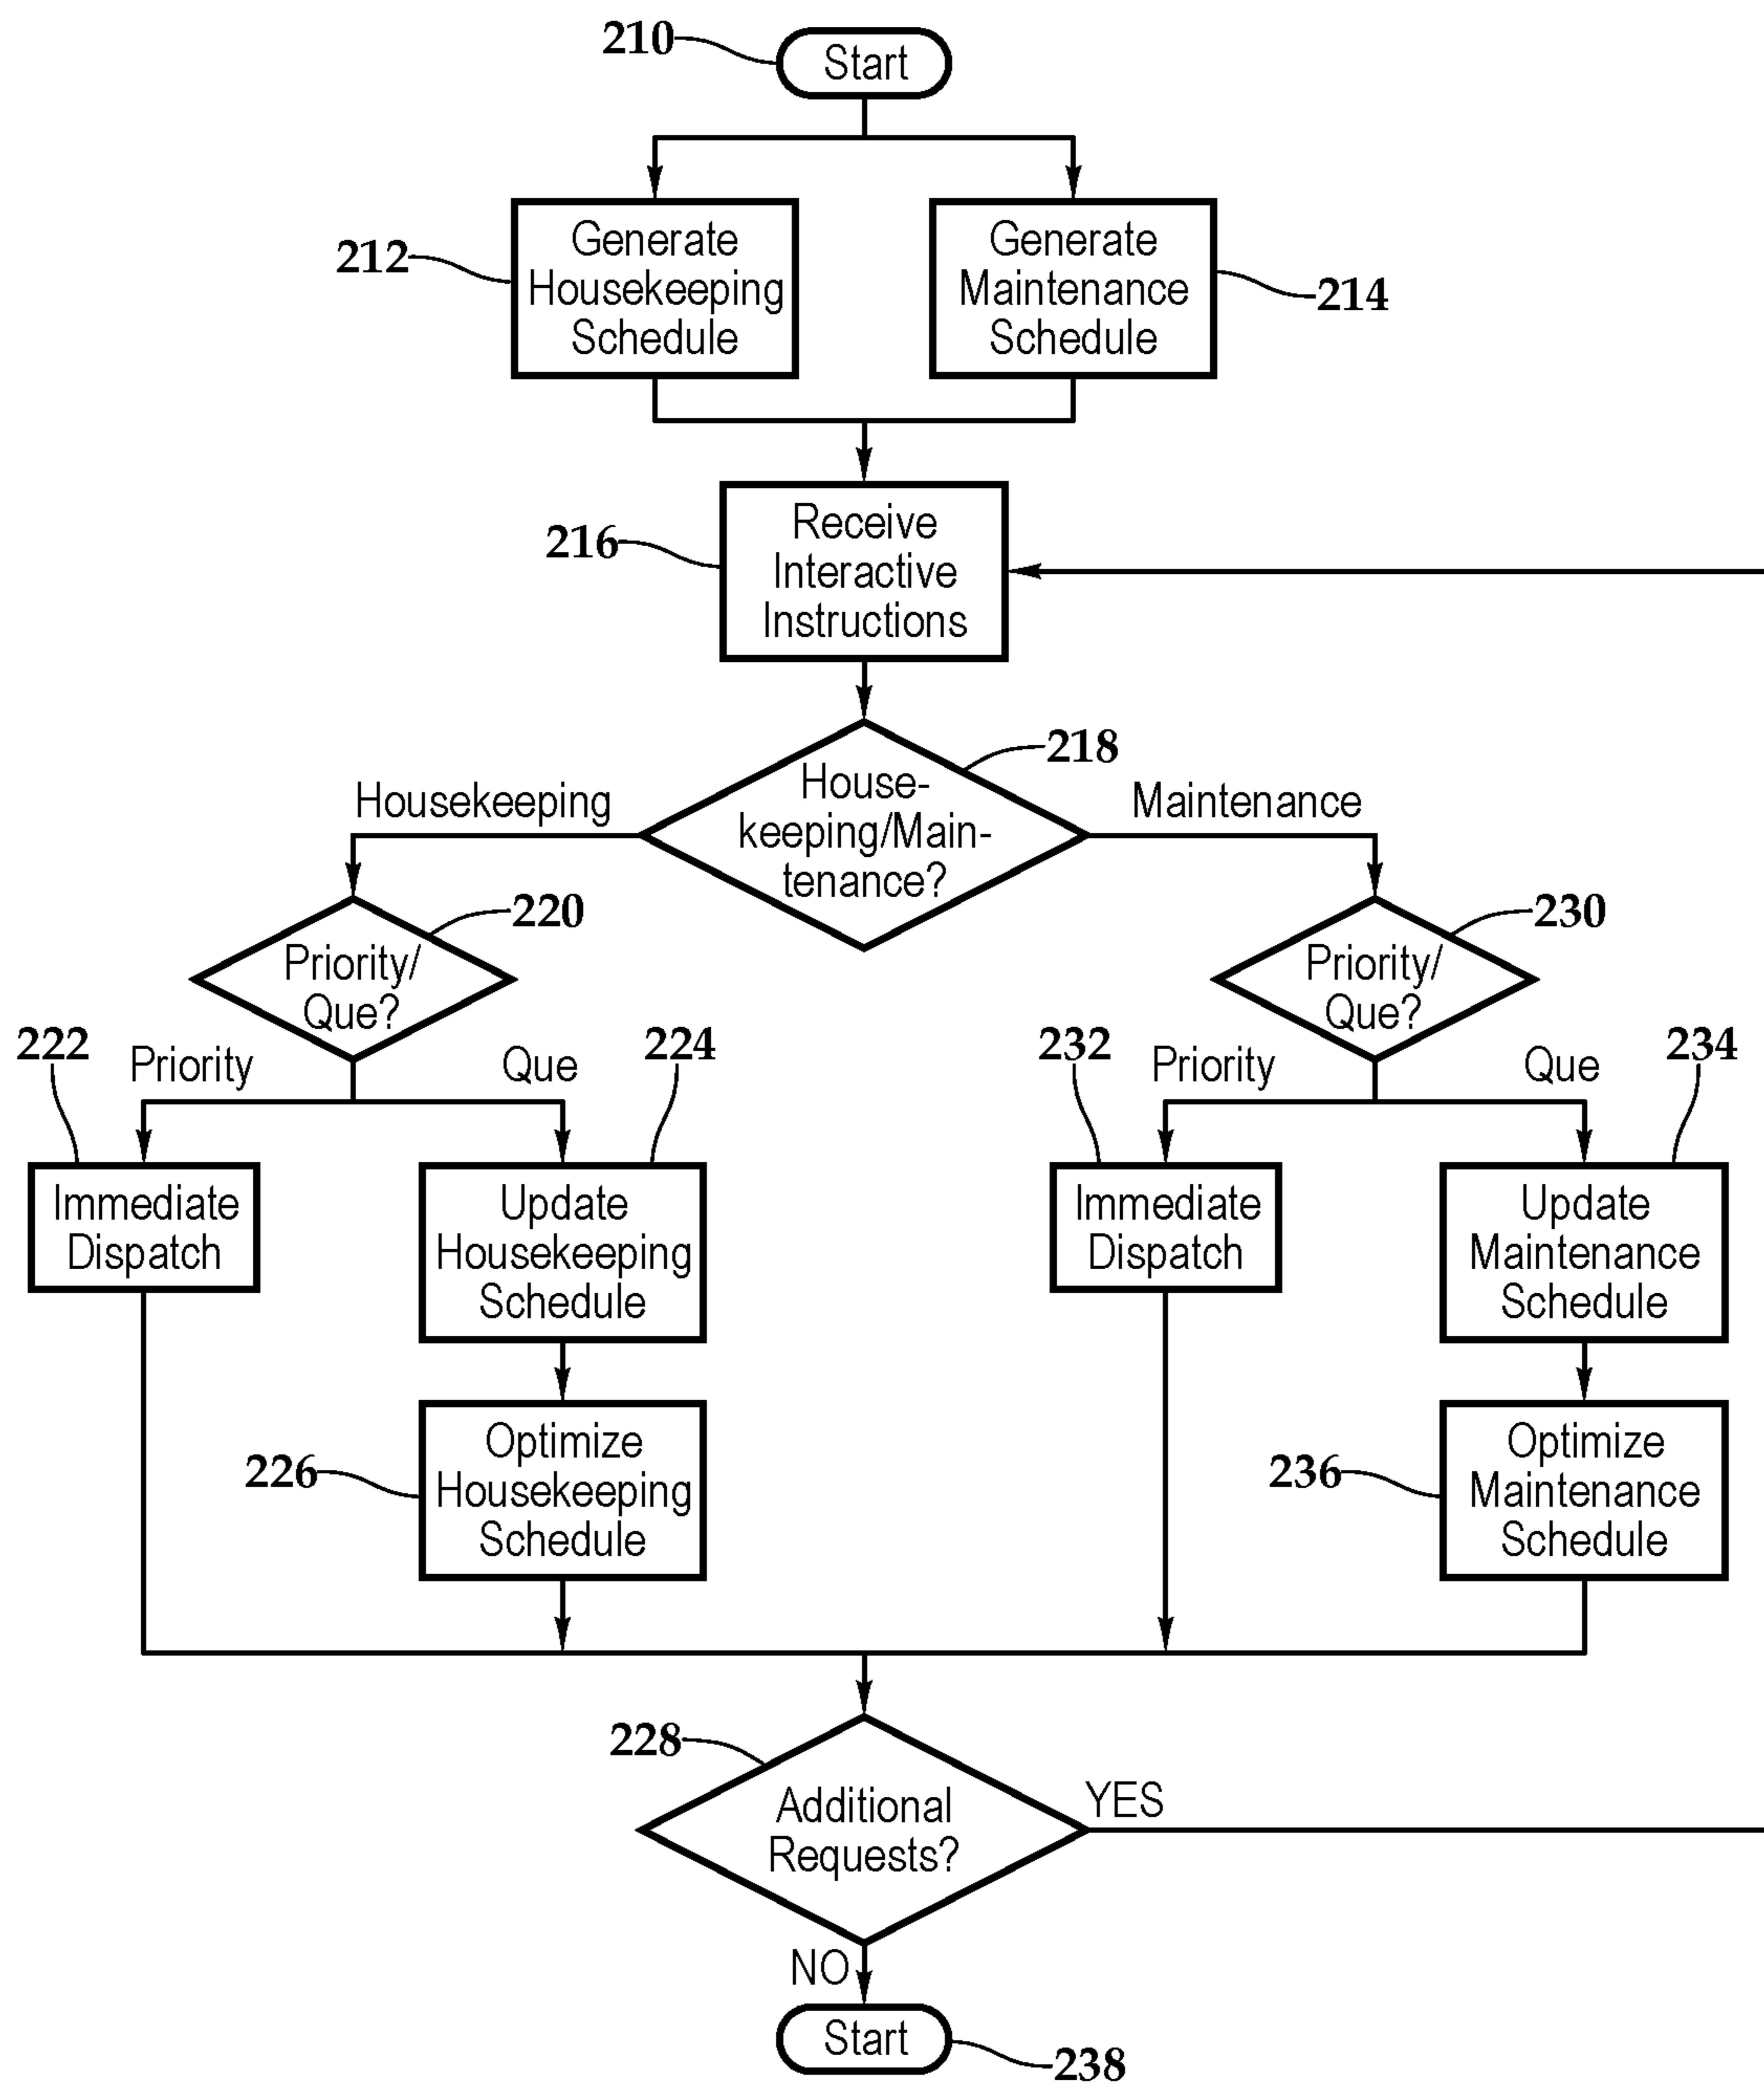 210
Start
212
Generate
Housekeeping
Schedule
Generate
Maintenance
Schedule
214
216
Receive
Interactive
Instructions
218
House-
keeping/Main-
tenance?
Housekeeping
Maintenance
220
Priority/
Que?
230
Priority/
Que?
222
Priority
Que
224
232
Priority
Que
234
Immediate
Dispatch
Update
Housekeeping
Schedule
Immediate
Dispatch
Update
Maintenance
Schedule
226
Optimize
Housekeeping
Schedule
236
Optimize
Maintenance
Schedule
228
Additional
Requests?
YES
NO
Start
238